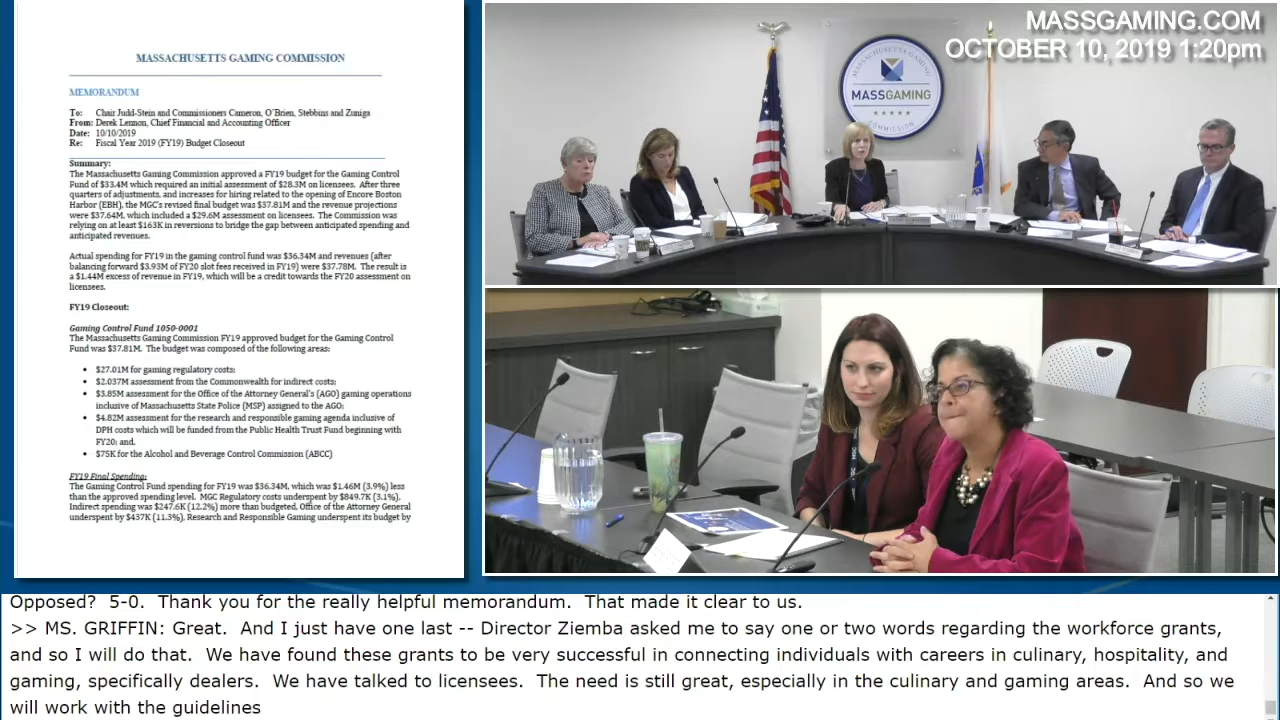 MASSACHUSETTS GAMING COMMISSION
MEMORANDUM
To: Chair Judd-Stein and Commissioners Cameron, O'Brien, Stebbins and Zuniga
From: Derek Lennon, Chief Financial and Accounting Officer
Date: 10/10/2019
Re: Fiscal Year 2019 (FY19) Budget Closeout
Summary:
The Massachusetts Gaming Commission approved a FY19 budget for the Gaming Control
Fund of $33.4M which required an initial assessment of $28.3M on licensees. After three
quarters of adjustments, and increases for hiring related to the opening of Encore Boston
Harbor (EBH), the MGC's revised final budget was $37.81M and the revenue projections
were $37.64M, which included a $29.6M assessment on licensees. The Commission was
relying on at least $163K in reversions to bridge the gap between anticipated spending and
anticipated revenues.
Actual spending for FY19 in the gaming control fund was $36.34M and revenues (after
balancing forward $3.93M of FY20 slot fees received in FY19) were $37.78M. The result is
a $1.44M excess of revenue in FY19, which will be a credit towards the FY20 assessment on
licensees.
FY19 Closeout:
Gaming Control Fund 1050-0001
The Massachusetts Gaming Commission FY19 approved budget for the Gaming Control
Fund was $37.81M. The budget was composed of the following areas:
• $27.01M for gaming regulatory costs;
• $2.037M assessment from the Commonwealth for indirect costs;
• $3.85M assessment for the Office of the Attorney General's (AGO) gaming operations
inclusive of Massachusetts State Police (MSP) assigned to the AGO;
• $4.82M assessment for the research and responsible gaming agenda inclusive of
DPH costs which will be funded from the Public Health Trust Fund beginning with
FY20; and,
• $75K for the Alcohol and Beverage Control Commission (ABCC)
FY19 Final Spending:
The Gaming Control Fund spending for FY19 was $36.34M, which was $1.46M (3.9%) less
than the approved spending level. MGC Regulatory costs underspent by $849.7K (3.1%),
Indirect spending was $247.6K (12.2%) more than budgeted, Office of the Attorney General
underspent by $437K (11.3%), Research and Responsible Gaming underspent its budget by
MASSGAMING.COM
OCTOBER 10, 2019 1:20pm
MASSACHUSETTS GAMING
MASSGAMING
COMMISSION
Opposed? 5-0. Thank you for the really helpful memorandum. That made it clear to us.
>> MS. GRIFFIN: Great. And I just have one last -- Director Ziemba asked me to say one or two words regarding the workforce grants,
and so I will do that. We have found these grants to be very successful in connecting individuals with careers in culinary, hospitality, and
gaming, specifically dealers. We have talked to licensees. The need is still great, especially in the culinary and gaming areas. And so we
will work with the guidelines